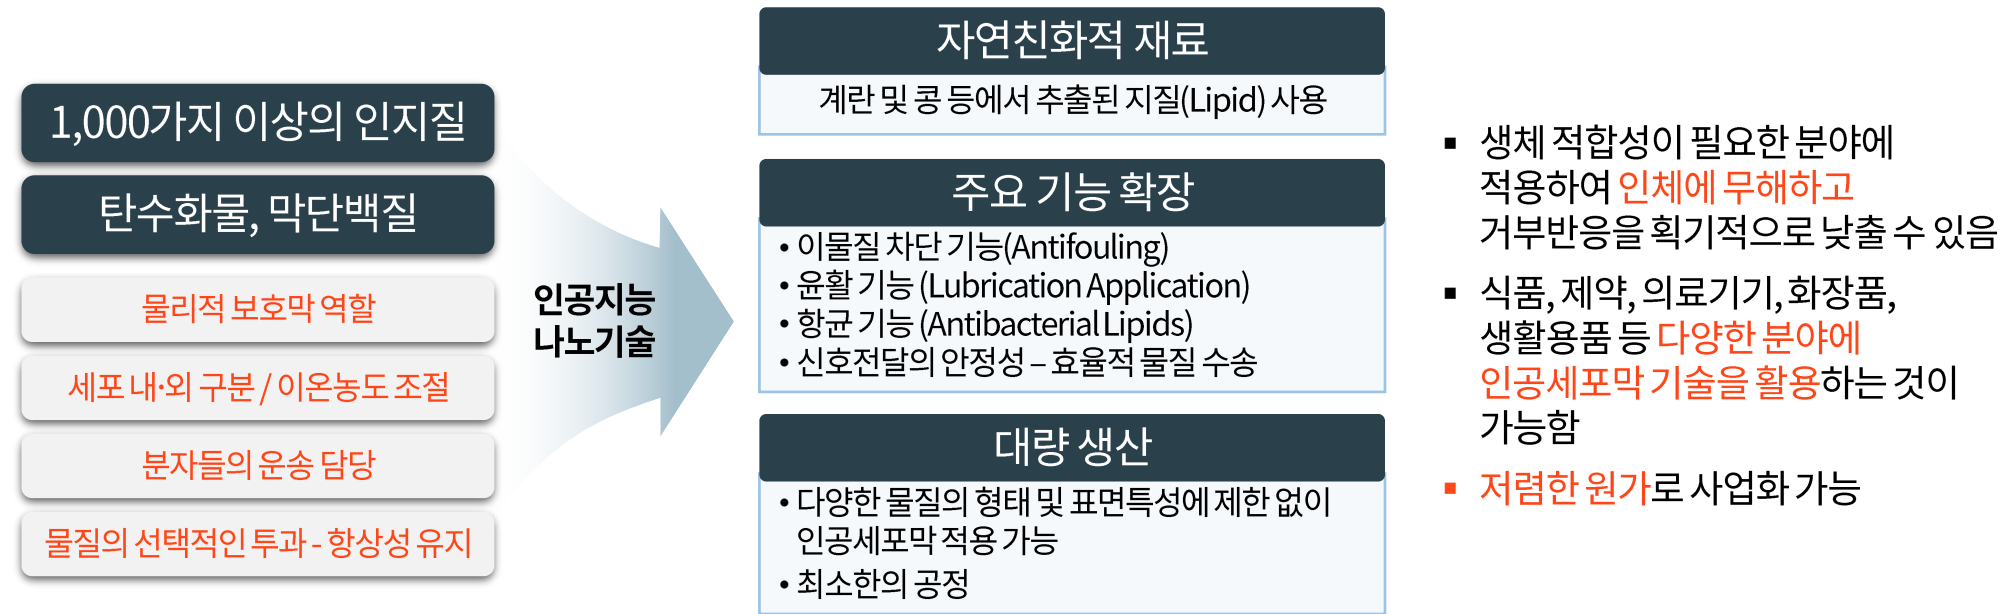 1,000가지 이상의 인지질
탄수화물, 막단백질
물리적 보호막 역할
세포 내·외 구분 / 이온농도 조절
분자들의 운송 담당
물질의 선택적인 투과 - 항상성 유지
인공지능
나노기술
자연친화적 재료
계란 및 콩 등에서 추출된 지질(Lipid) 사용
주요 기능 확장
• 이물질 차단 기능(Antifouling)
• 윤활 기능 (Lubrication Application)
• 항균 기능 (Antibacterial Lipids)
• 신호전달의 안정성 – 효율적 물질 수송
대량 생산
• 다양한 물질의 형태 및 표면특성에 제한 없이
인공세포막 적용 가능
• 최소한의 공정
▪ 생체 적합성이 필요한 분야에
적용하여 인체에 무해하고
거부반응을 획기적으로 낮출 수 있음
▪ 식품, 제약, 의료기기, 화장품,
생활용품 등 다양한 분야에
인공세포막 기술을 활용하는 것이
가능함
▪ 저렴한 원가로 사업화 가능